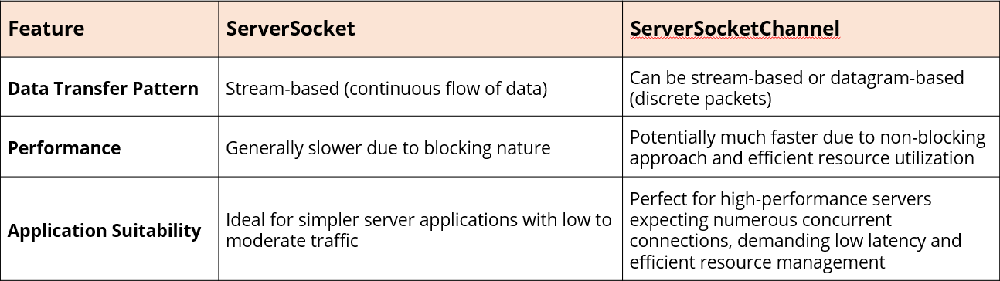 Feature
ServerSocket
ServerSocketChannel
Data Transfer Pattern
Stream-based (continuous flow of data)
Can be stream-based or datagram-based
(discrete packets)
Performance
Generally slower due to blocking nature
Potentially much faster due to non-blocking
approach and efficient resource utilization
Application Suitability
Ideal for simpler server applications with low to
moderate traffic
Perfect for high-performance servers
expecting numerous concurrent
connections, demanding low latency and
efficient resource management